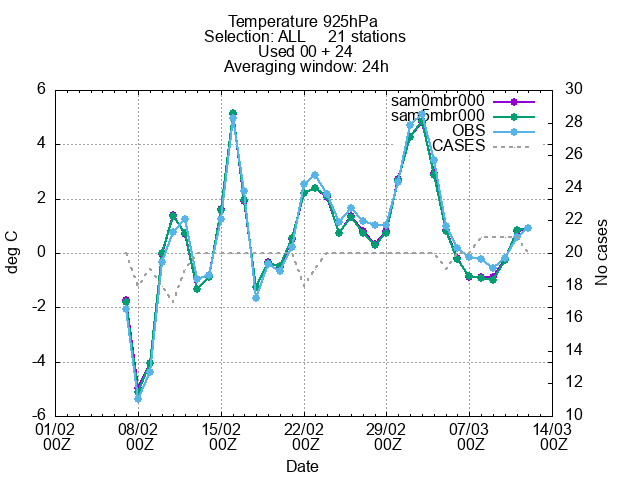 Temperature 925hPa
Selection: ALL     21 stations
Used 00 + 24
Averaging window: 24h
sam0mbr000
sam5mbr000
OBS
CASES
6
4
2
0
-2
-4
-6
deg C
30
28
26
24
22
20
18
16
14
12
10
No cases
01/02 08/02 15/02 22/02 29/02 07/03 14/03
00Z 00Z 00Z 00Z 00Z 00Z 00Z
Date